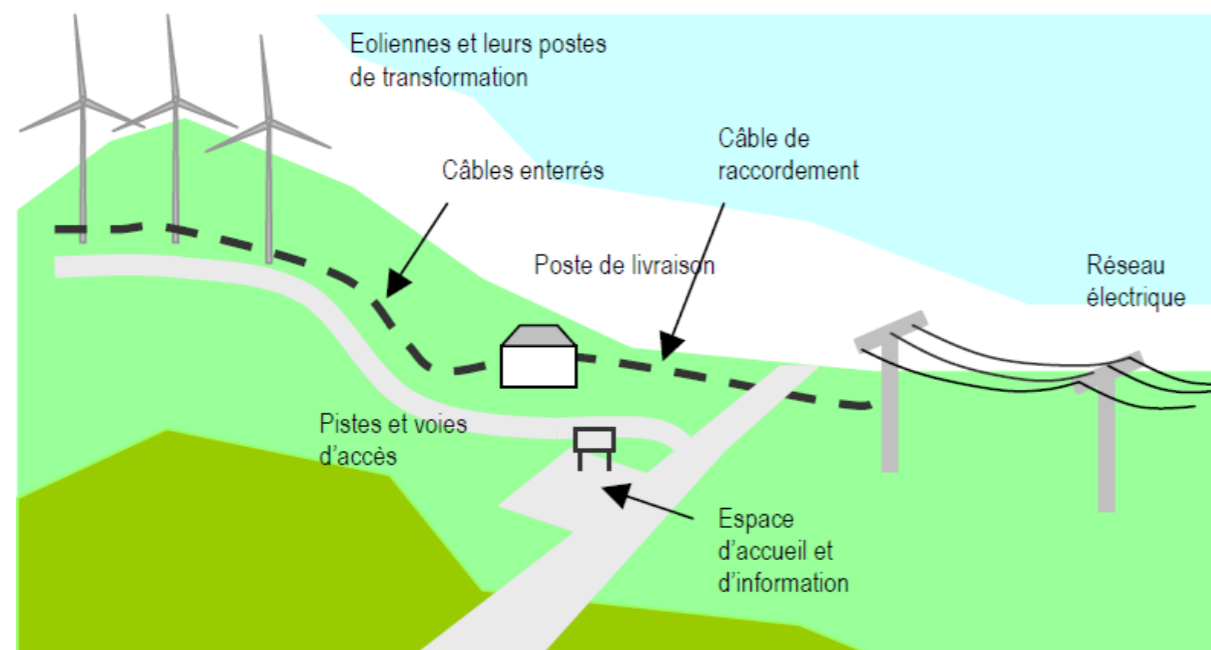 Eoliennes et leurs postes
de transformation
Câble de
raccordement
Câbles enterrés
Poste de livraison
Réseau
électrique
Pistes et voies
d'accès
Espace
d'accueil et
d'information